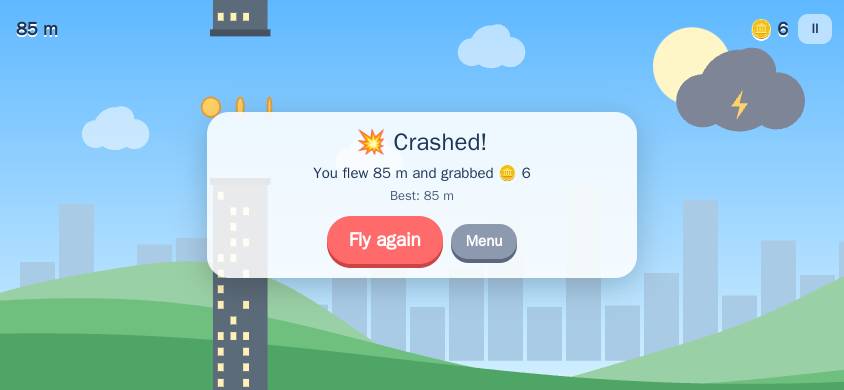 85 m
🪙 6
⏸
💥 Crashed!
You flew 85 m and grabbed 🪙 6
Best: 85 m
Fly again
Menu